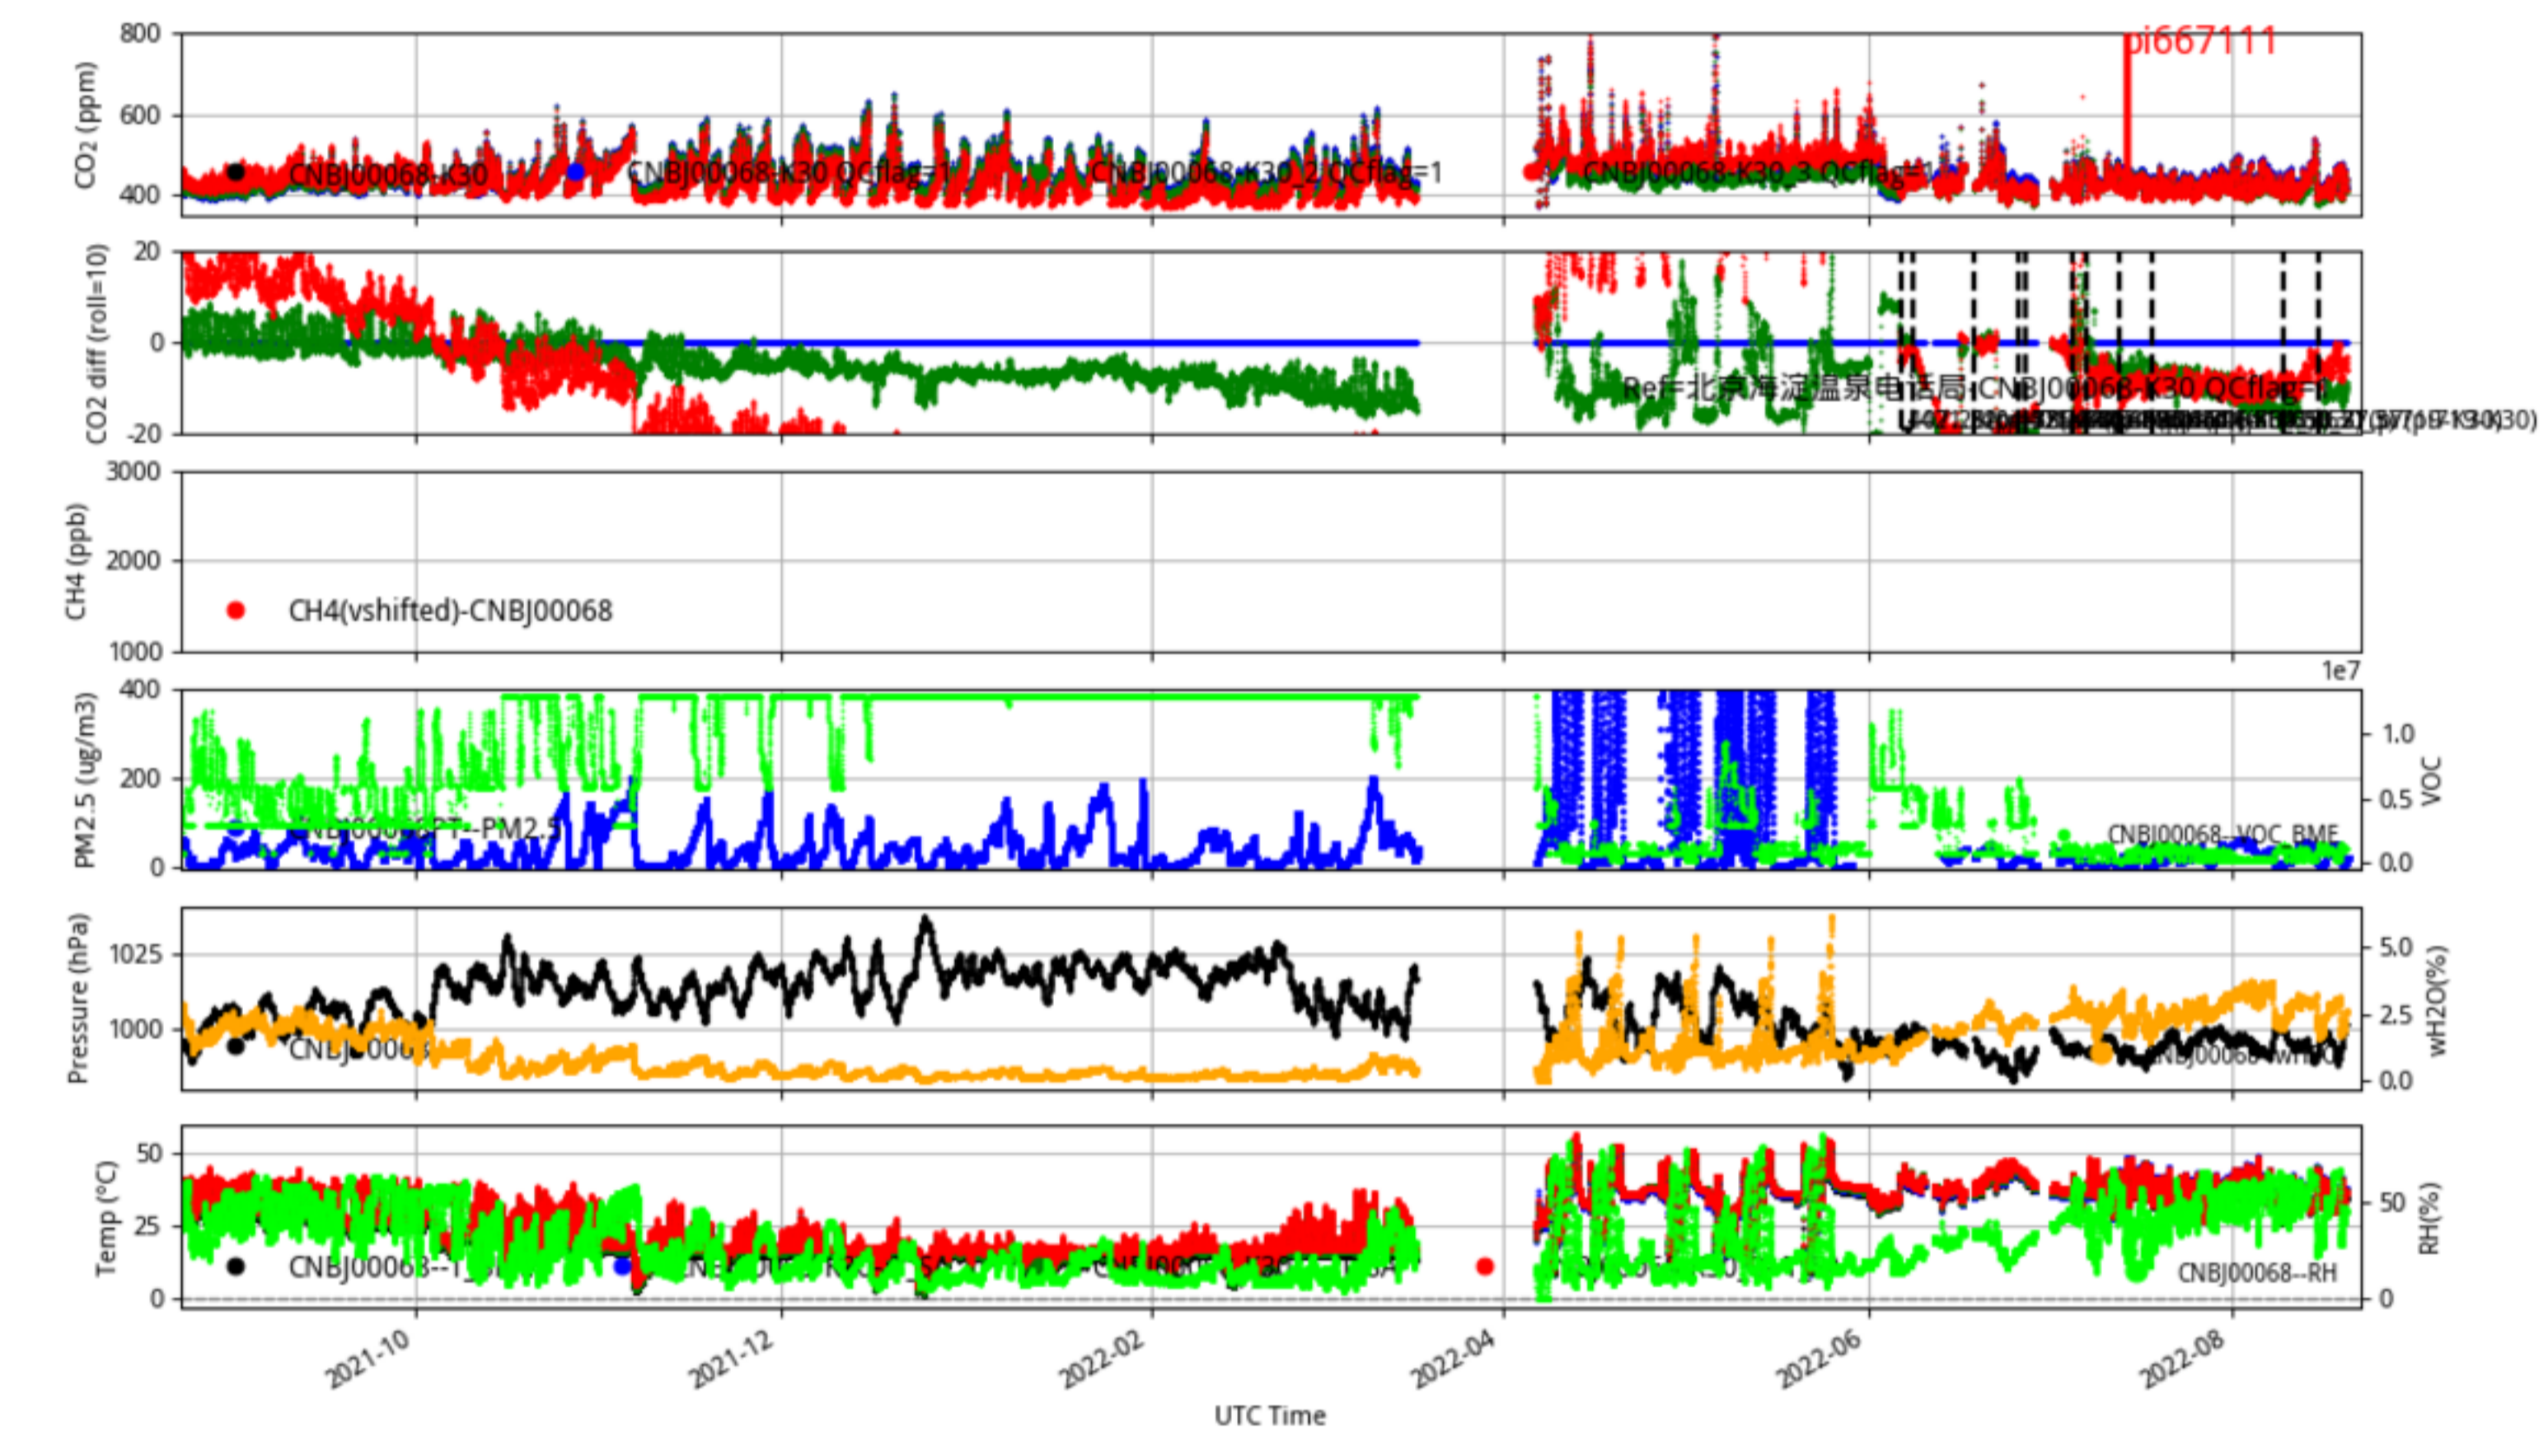 pi667111
800
600
400
CO2 (ppm)
CNBJ00068-K30
CNBJ00068-K30 QCflag=1
CNBJ00068-K30_2 QCflag=1
CNBJ00068-K30_3 QCflag=1
20
0
-20
CO2 diff (roll=10)
Ref=北京海淀温泉电话局-CNBJ00068-K30 QCflag=1
3000
2000
1000
CH4 (ppb)
CH4(vshifted)-CNBJ00068
1e7
400
200
0
PM2.5 (ug/m3)
CNBJ00068PT--PM2.5
CNBJ00068--VOC_BME
1.0
0.5
0.0
VOC
1025
1000
Pressure (hPa)
CNBJ00068
5.0
2.5
0.0
wH2O(%)
50
25
0
Temp (°C)
CNBJ00068--RH
50
0
RH(%)
2021-10
2021-12
2022-02
2022-04
2022-06
2022-08
UTC Time